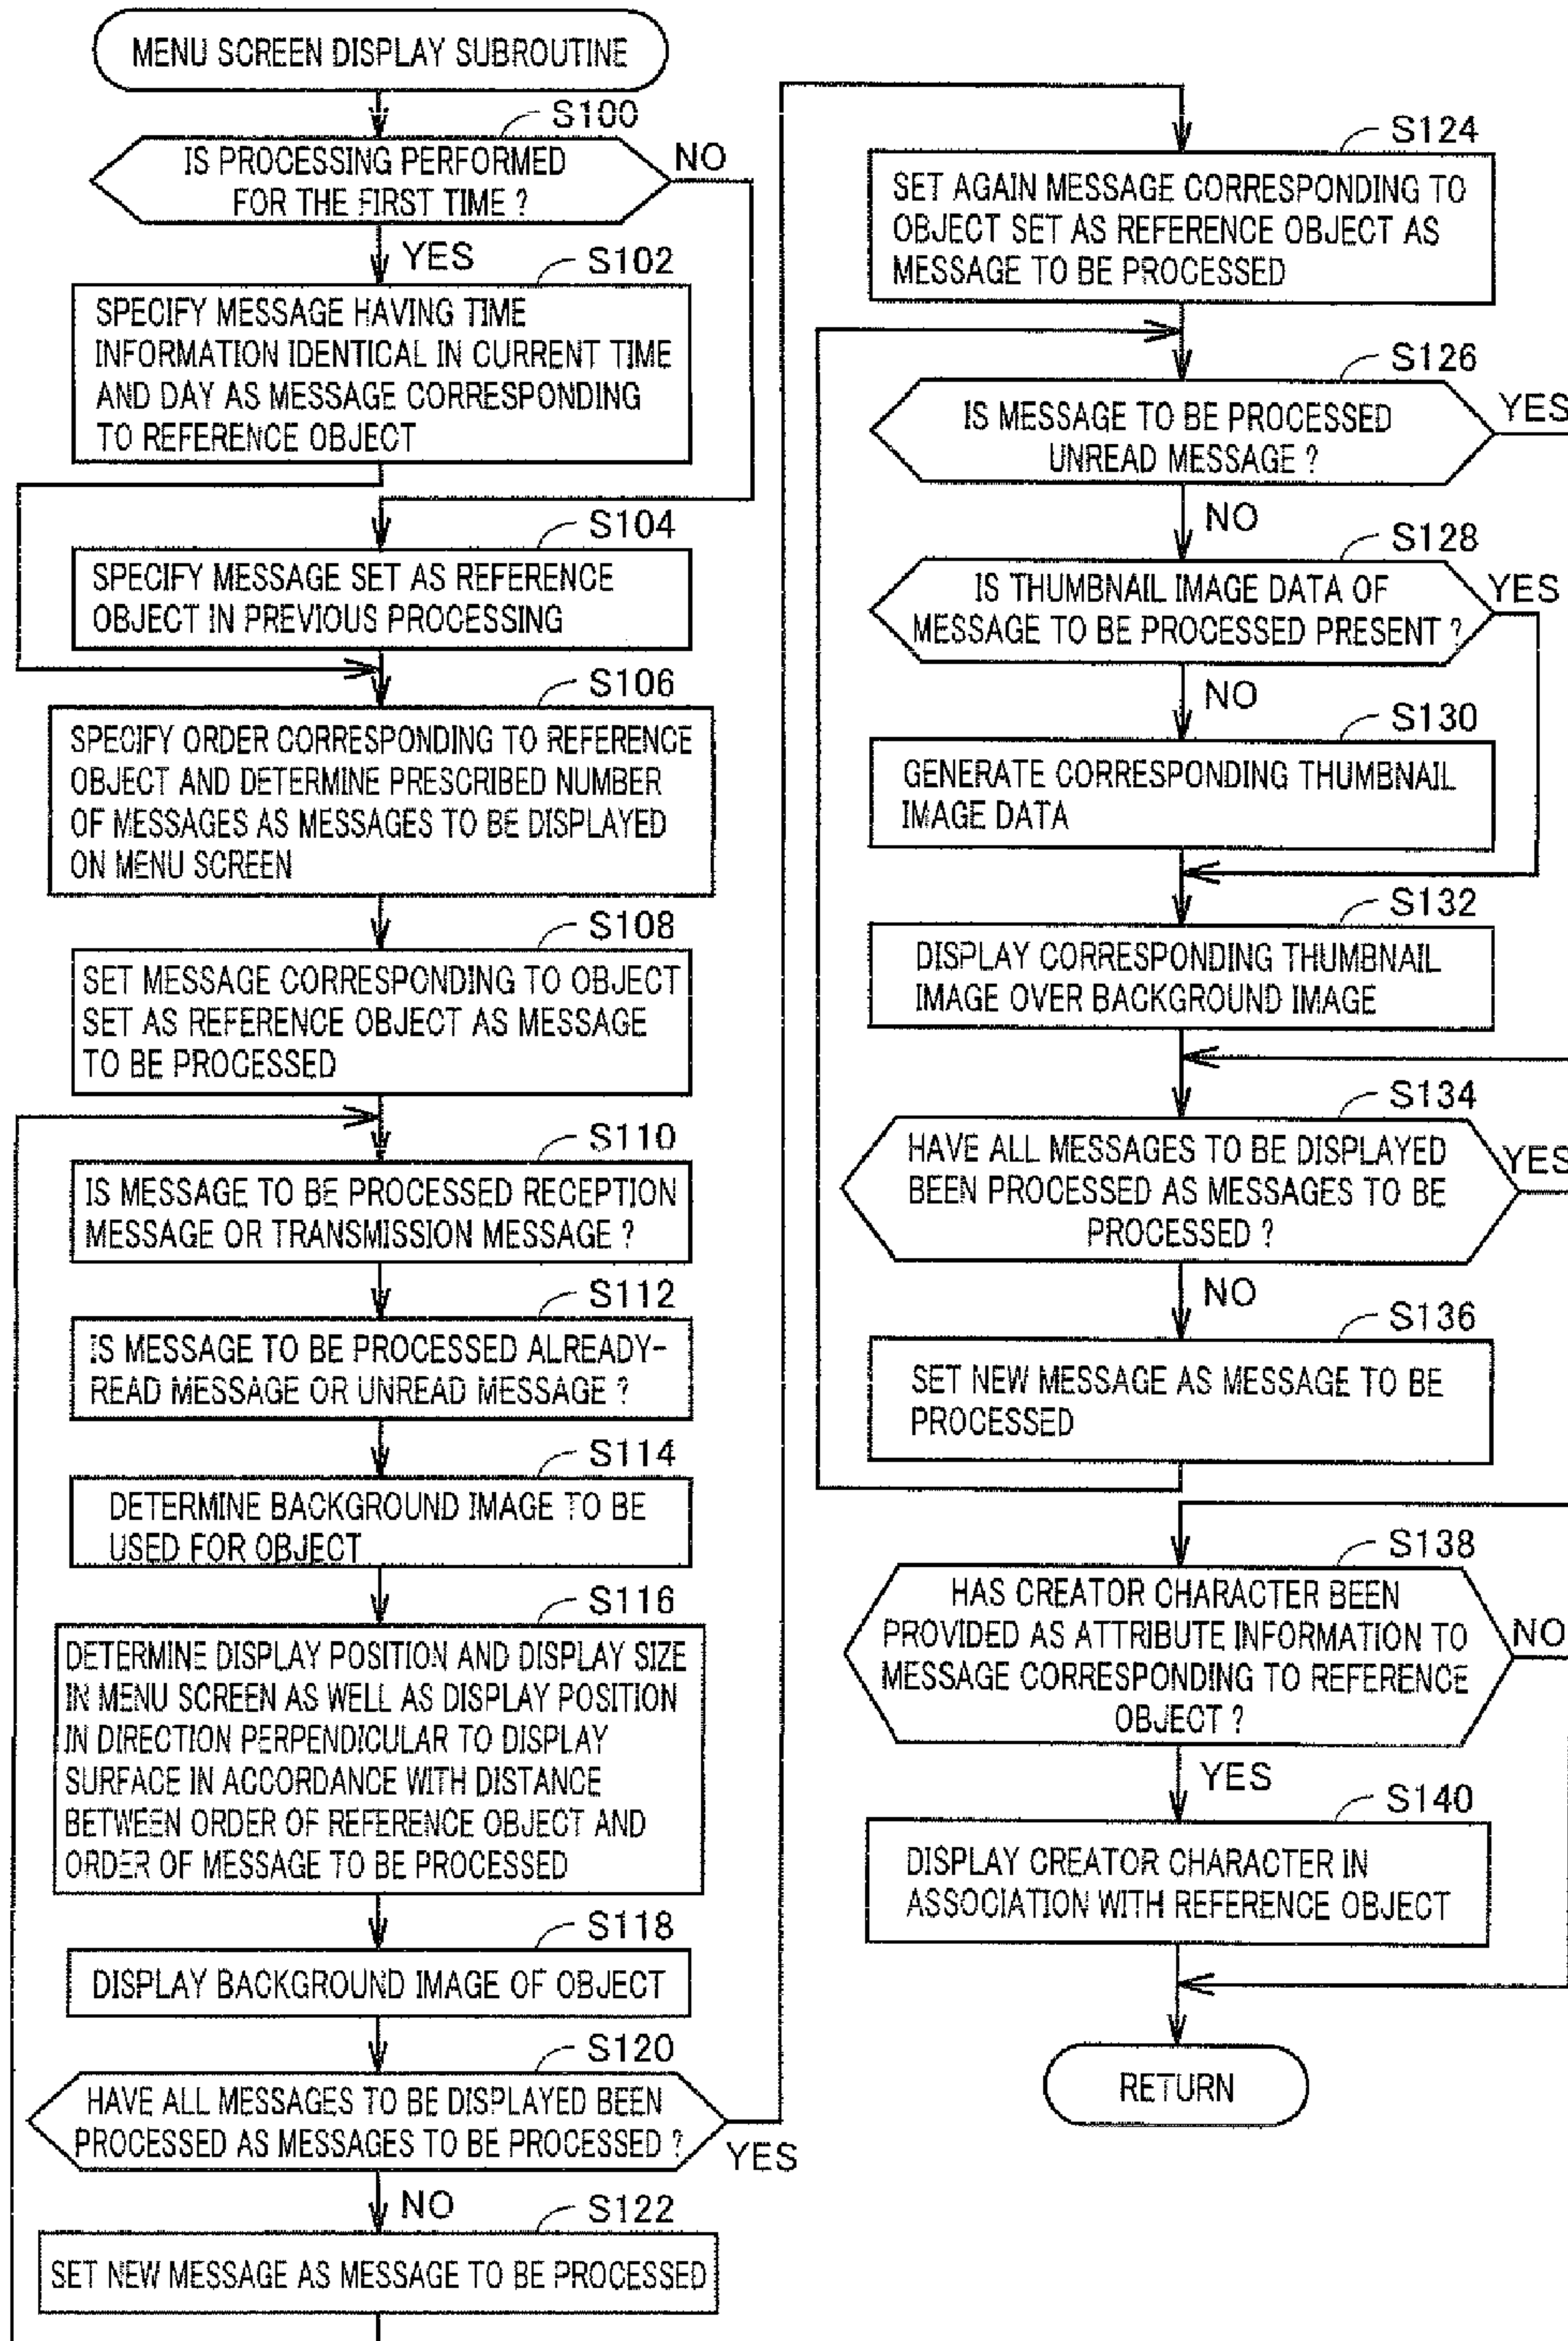 MENU SCREEN DISPLAY SUBROUTINE
S100
IS PROCESSING PERFORMED
FOR THE FIRST TIME ?
NO
YES
S102
SPECIFY MESSAGE HAVING TIME
INFORMATION IDENTICAL IN CURRENT TIME
AND DAY AS MESSAGE CORRESPONDING
TO REFERENCE OBJECT
S104
SPECIFY MESSAGE SET AS REFERENCE
OBJECT IN PREVIOUS PROCESSING
S106
SPECIFY ORDER CORRESPONDING TO REFERENCE
OBJECT AND DETERMINE PRESCRIBED NUMBER
OF MESSAGES AS MESSAGES TO BE DISPLAYED
ON MENU SCREEN
S108
SET MESSAGE CORRESPONDING TO OBJECT
SET AS REFERENCE OBJECT AS MESSAGE
TO BE PROCESSED
S110
IS MESSAGE TO BE PROCESSED RECEPTION
MESSAGE OR TRANSMISSION MESSAGE ?
S112
IS MESSAGE TO BE PROCESSED ALREADY-
READ MESSAGE OR UNREAD MESSAGE ?
S114
DETERMINE BACKGROUND IMAGE TO BE
USED FOR OBJECT
S116
DETERMINE DISPLAY POSITION AND DISPLAY SIZE
IN MENU SCREEN AS WELL AS DISPLAY POSITION
IN DIRECTION PERPENDICULAR TO DISPLAY
SURFACE IN ACCORDANCE WITH DISTANCE
BETWEEN ORDER OF REFERENCE OBJECT AND
ORDER OF MESSAGE TO BE PROCESSED
S118
DISPLAY BACKGROUND IMAGE OF OBJECT
S120
HAVE ALL MESSAGES TO BE DISPLAYED BEEN
PROCESSED AS MESSAGES TO BE PROCESSED ?
YES
NO
S122
SET NEW MESSAGE AS MESSAGE TO BE PROCESSED
S124
SET AGAIN MESSAGE CORRESPONDING TO
OBJECT SET AS REFERENCE OBJECT AS
MESSAGE TO BE PROCESSED
S126
IS MESSAGE TO BE PROCESSED
UNREAD MESSAGE ?
YES
NO
S128
IS THUMBNAIL IMAGE DATA OF
MESSAGE TO BE PROCESSED PRESENT ?
YES
NO
S130
GENERATE CORRESPONDING THUMBNAIL
IMAGE DATA
S132
DISPLAY CORRESPONDING THUMBNAIL
IMAGE OVER BACKGROUND IMAGE
S134
HAVE ALL MESSAGES TO BE DISPLAYED
BEEN PROCESSED AS MESSAGES TO BE
PROCESSED ?
YES
NO
S136
SET NEW MESSAGE AS MESSAGE TO BE
PROCESSED
S138
HAS CREATOR CHARACTER BEEN
PROVIDED AS ATTRIBUTE INFORMATION TO
MESSAGE CORRESPONDING TO REFERENCE
OBJECT ?
NO
YES
S140
DISPLAY CREATOR CHARACTER IN
ASSOCIATION WITH REFERENCE OBJECT
RETURN